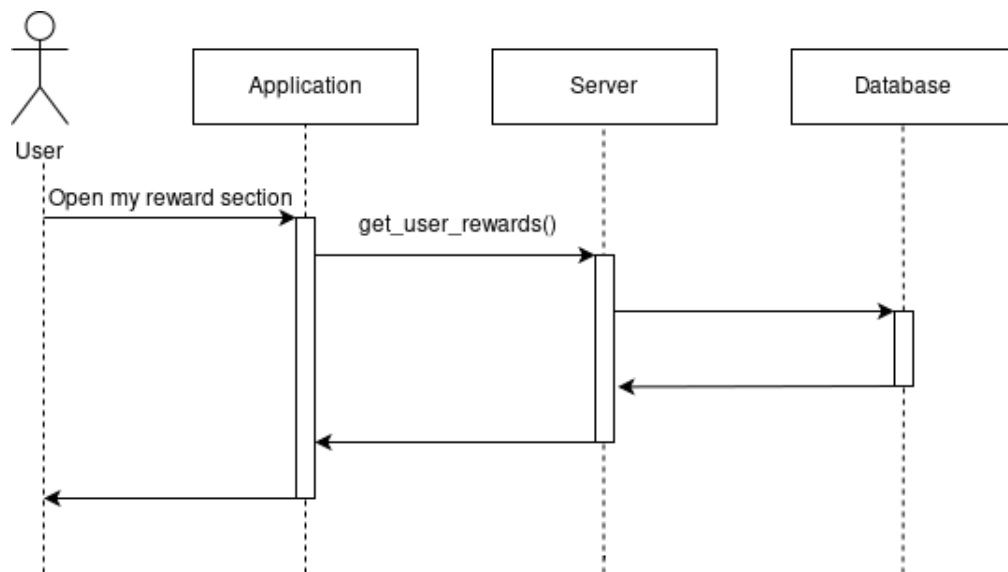 Application
Server
Database
User
Open my reward section
get_user_rewards()